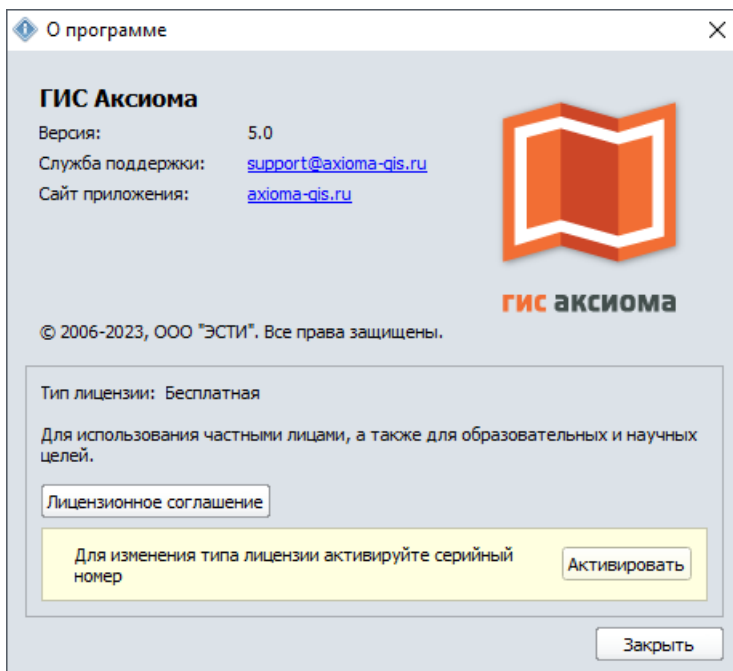 О программе
ГИС Аксиома
Версия: 5.0
Служба поддержки: support@axioma-gis.ru
Сайт приложения: axioma-gis.ru
гис аксиома
© 2006-2023, ООО "ЭСТИ". Все права защищены.
Тип лицензии: Бесплатная
Для использования частными лицами, а также для образовательных и научных
целей.
Лицензионное соглашение
Для изменения типа лицензии активируйте серийный
номер
Активировать
Закрыть